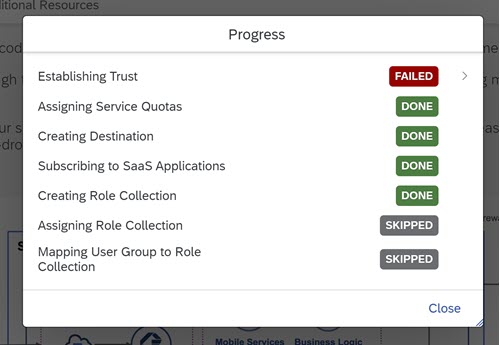 ditional Resources
Progress
Establishing Trust FAILED
Assigning Service Quotas DONE
Creating Destination DONE
Subscribing to SaaS Applications DONE
Creating Role Collection DONE
Assigning Role Collection SKIPPED
Mapping User Group to Role
Collection SKIPPED
Close
Mobile Services Business Logic